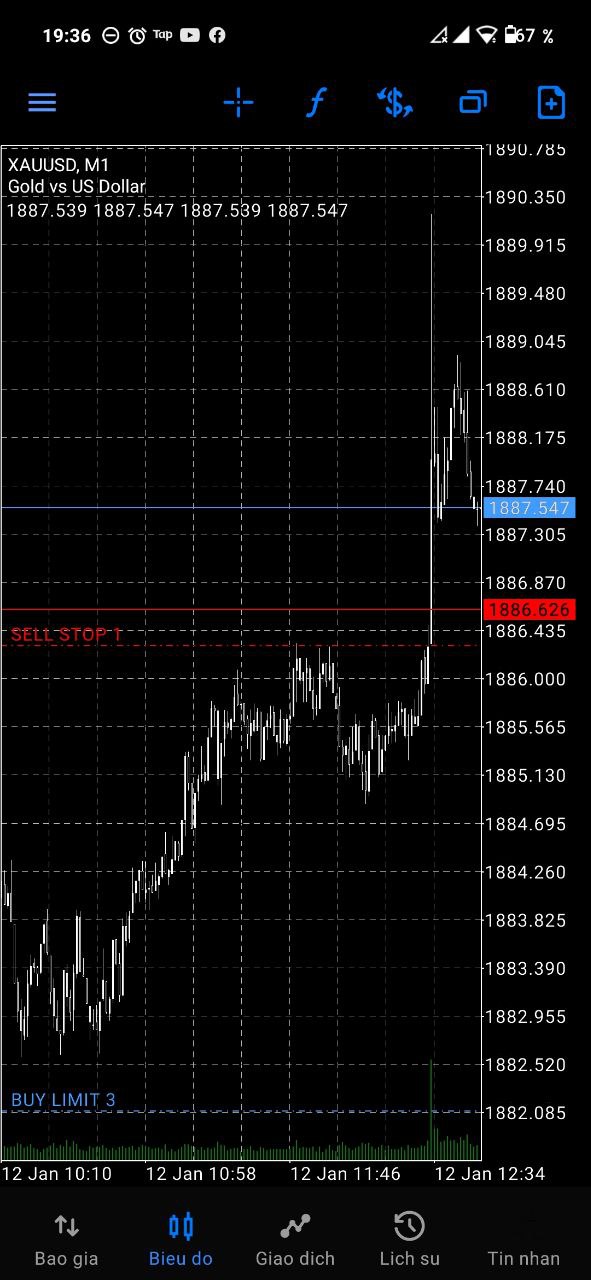 19:36 Tap 67 %
XAUUSD, M1
Gold vs US Dollar
1887.539 1887.547 1887.539 1887.547
1890.785
1890.350
1889.915
1889.480
1889.045
1888.610
1888.175
1887.740
1887.547
1887.305
1886.870
1886.626
SELL STOP 1
1886.435
1886.000
1885.565
1885.130
1884.695
1884.260
1883.825
1883.390
1882.955
1882.520
BUY LIMIT 3
1882.085
12 Jan 10:10 12 Jan 10:58 12 Jan 11:46 12 Jan 12:34
Bao gia Bieu do Giao dich Lich su Tin nhan